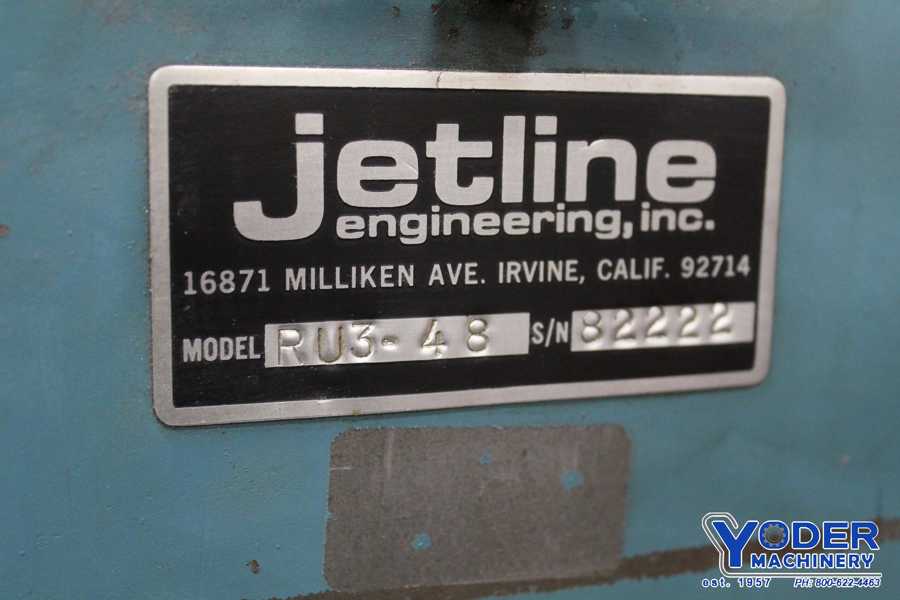 jetline
engineering, inc.
16871 MILLIKEN AVE. IRVINE, CALIF. 92714
MODEL RU3-48 S/N 82222
YODER
MACHINERY
est. 1957 PH: 800-622-4463